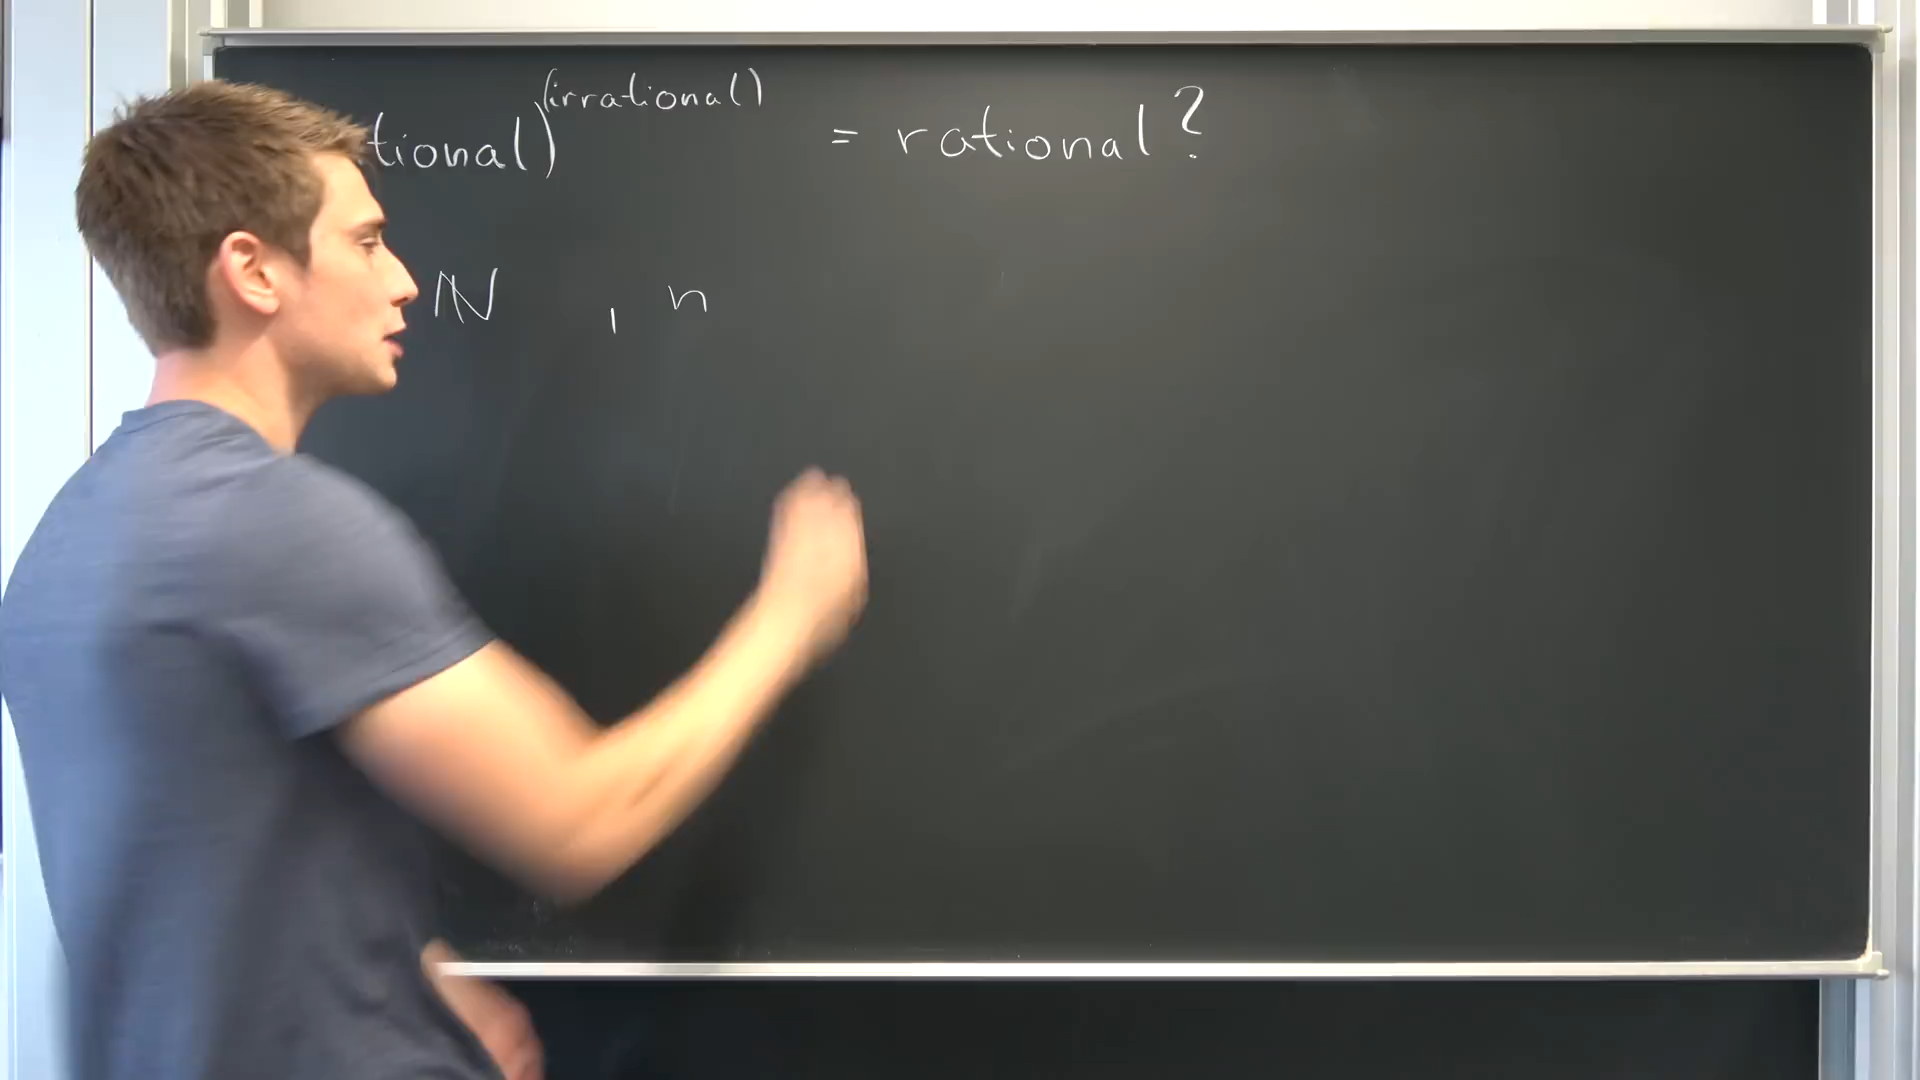 tional)^(irrational) = rational?
ℕ , n